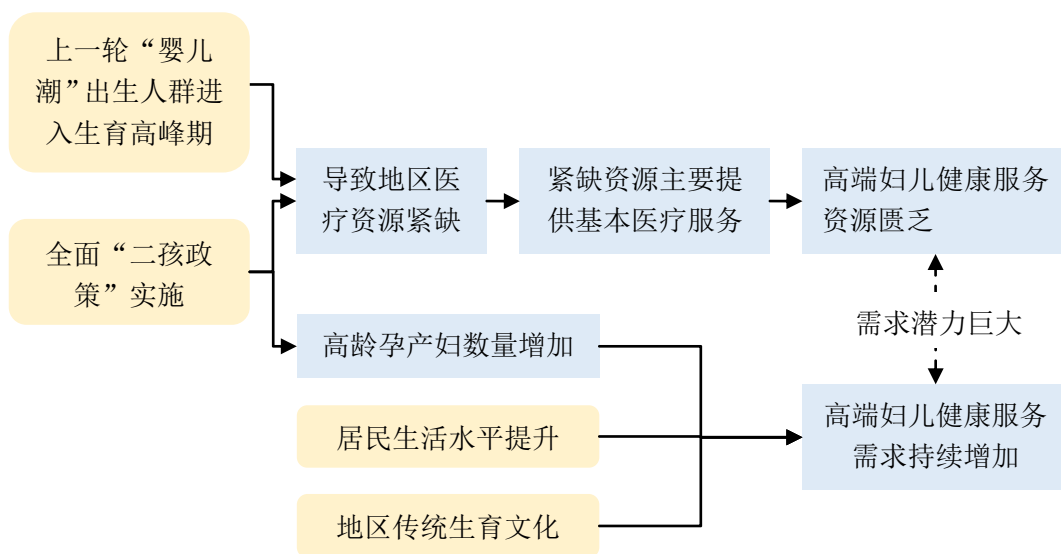 上一轮“婴儿
潮”出生人群进
入生育高峰期
全面“二孩政
策”实施
导致地区医
疗资源紧缺
紧缺资源主要提
供基本医疗服务
高端妇儿健康服务
资源匮乏
需求潜力巨大
高龄孕产妇数量增加
居民生活水平提升
地区传统生育文化
高端妇儿健康服务
需求持续增加